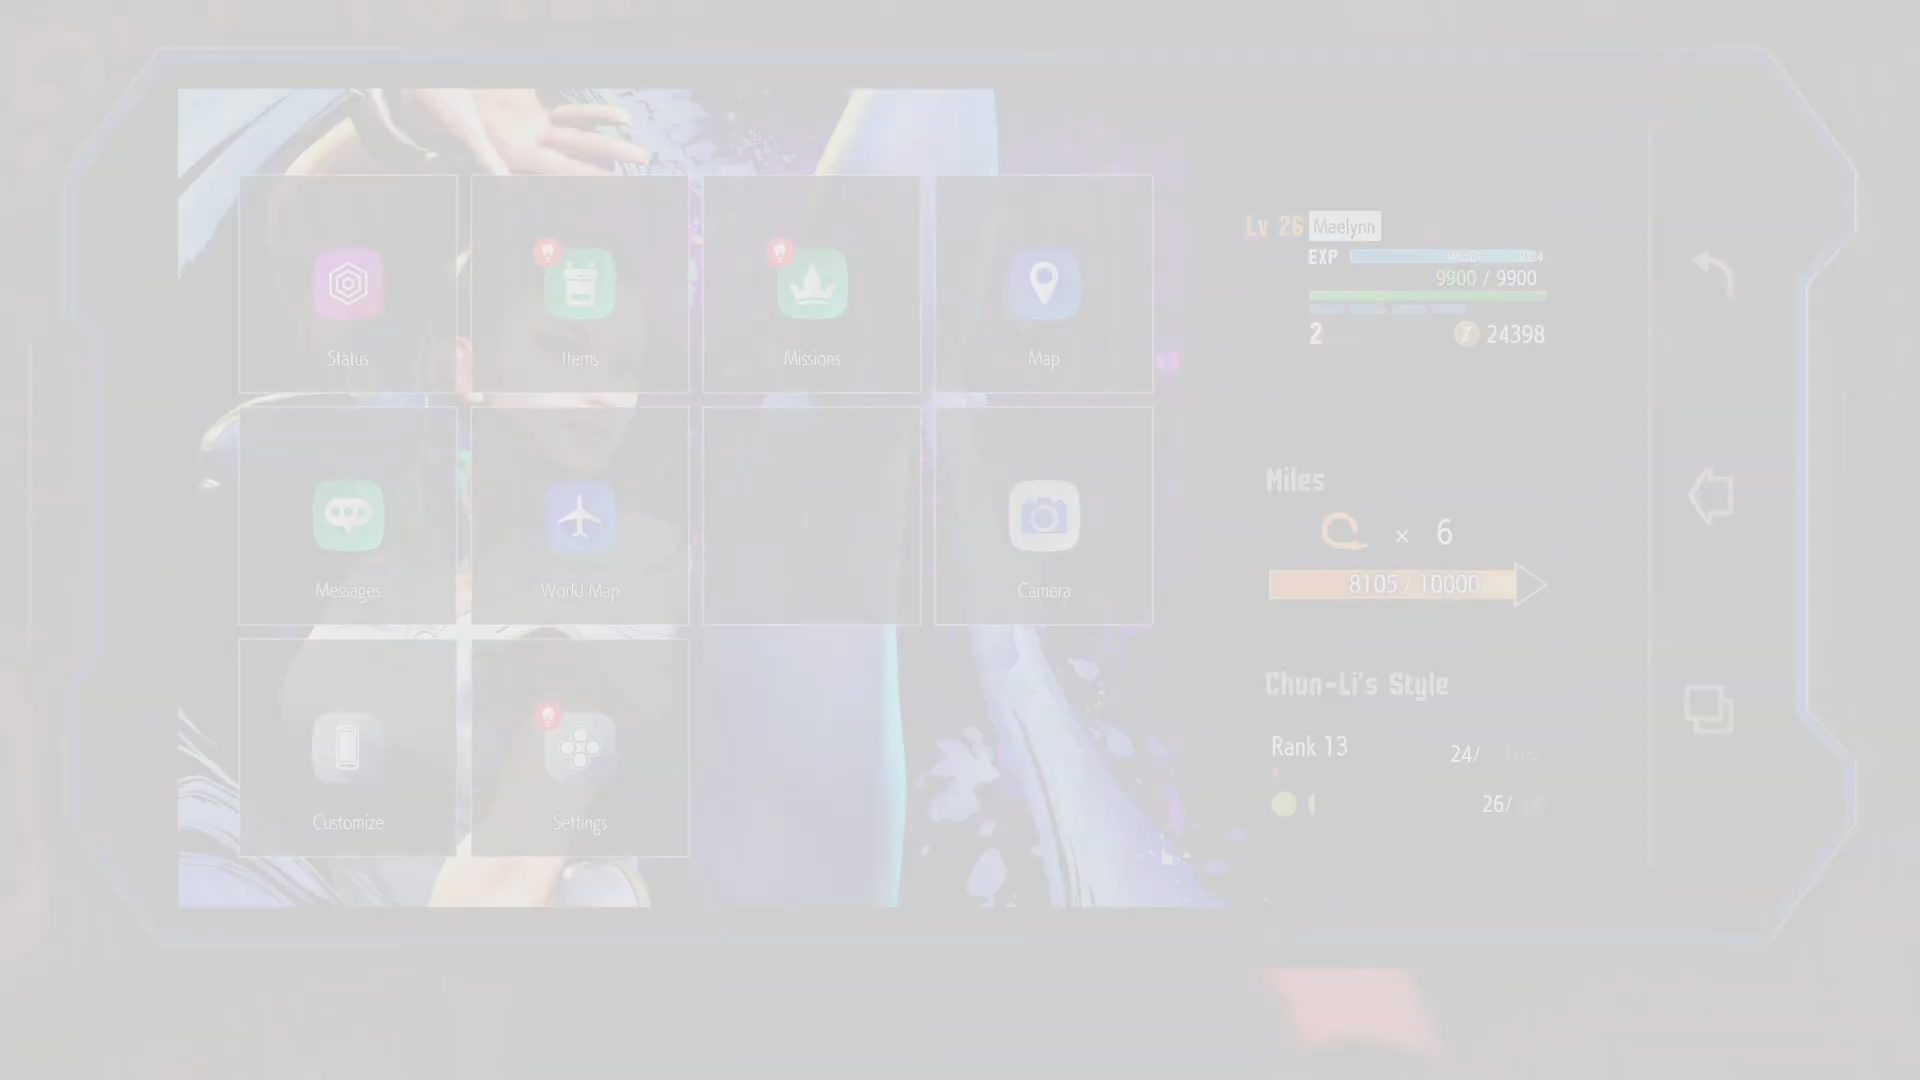 Lv 26 Maelynn
EXP
9900 / 9900
2
24398
Status
Items
Missions
Map
Messages
World Map
Camera
Customize
Settings
Miles
× 6
8105 / 10000
Chun-Li's Style
Rank 13
24/
26/